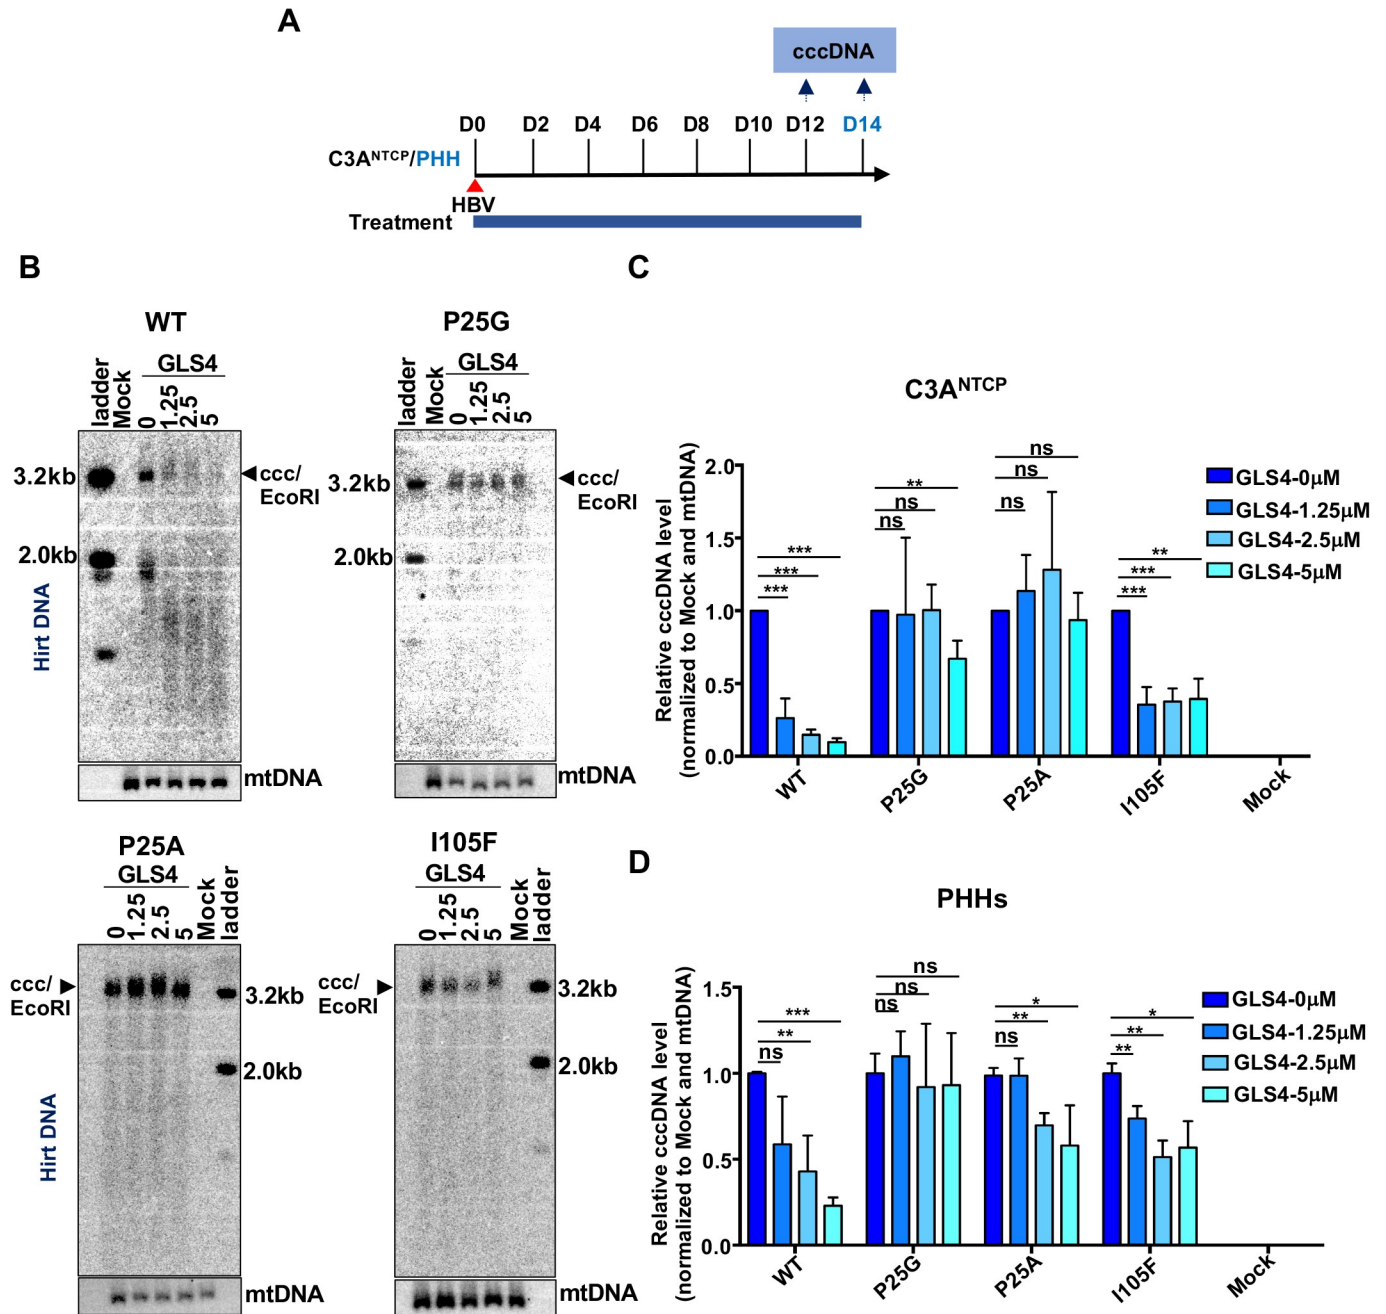 A
cccDNA
D0 D2 D4 D6 D8 D10 D12 D14
C3A^NTCP/PHH
HBV
Treatment
B
WT
GLS4
ladder Mock 0 1.25 2.5 5
3.2kb
ccc/
EcoRI
2.0kb
Hirt DNA
mtDNA
P25G
GLS4
ladder Mock 0 1.25 2.5 5
3.2kb
ccc/
EcoRI
2.0kb
mtDNA
P25A
GLS4
0 1.25 2.5 5 Mock ladder
ccc/
EcoRI
3.2kb
2.0kb
Hirt DNA
mtDNA
I105F
GLS4
0 1.25 2.5 5 Mock ladder
ccc/
EcoRI
3.2kb
2.0kb
mtDNA
C
C3A^NTCP
Relative cccDNA level
(normalized to Mock and mtDNA)
2.0
1.5
1.0
0.5
0.0
***
***
***
**
ns
ns
ns
ns
ns
**
***
***
GLS4-0μM
GLS4-1.25μM
GLS4-2.5μM
GLS4-5μM
WT P25G P25A I105F Mock
D
PHHs
Relative cccDNA level
(normalized to Mock and mtDNA)
1.5
1.0
0.5
0.0
***
**
ns
ns
ns
ns
*
**
ns
*
**
**
GLS4-0μM
GLS4-1.25μM
GLS4-2.5μM
GLS4-5μM
WT P25G P25A I105F Mock